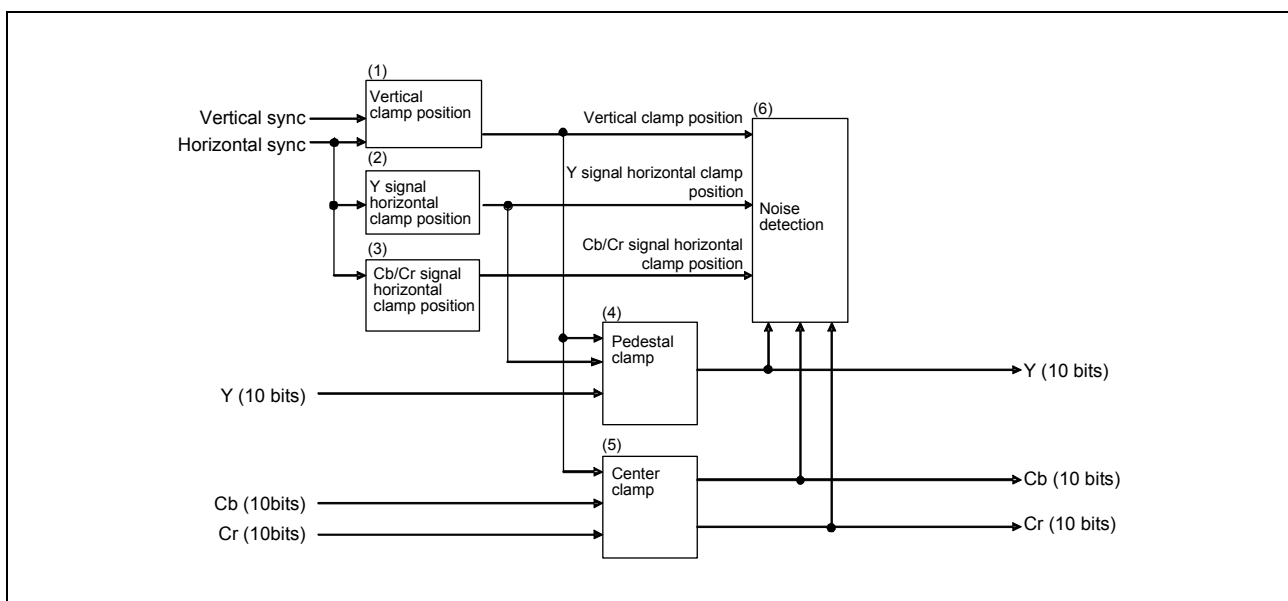 (1)
Vertical
clamp position
Vertical sync
Horizontal sync
(2)
Y signal
horizontal
clamp position
(3)
Cb/Cr signal
horizontal
clamp position
Vertical clamp position
Y signal horizontal clamp
position
Cb/Cr signal horizontal
clamp position
(6)
Noise
detection
(4)
Pedestal
clamp
Y (10 bits)
Y (10 bits)
(5)
Center
clamp
Cb (10bits)
Cr (10bits)
Cb (10 bits)
Cr (10 bits)